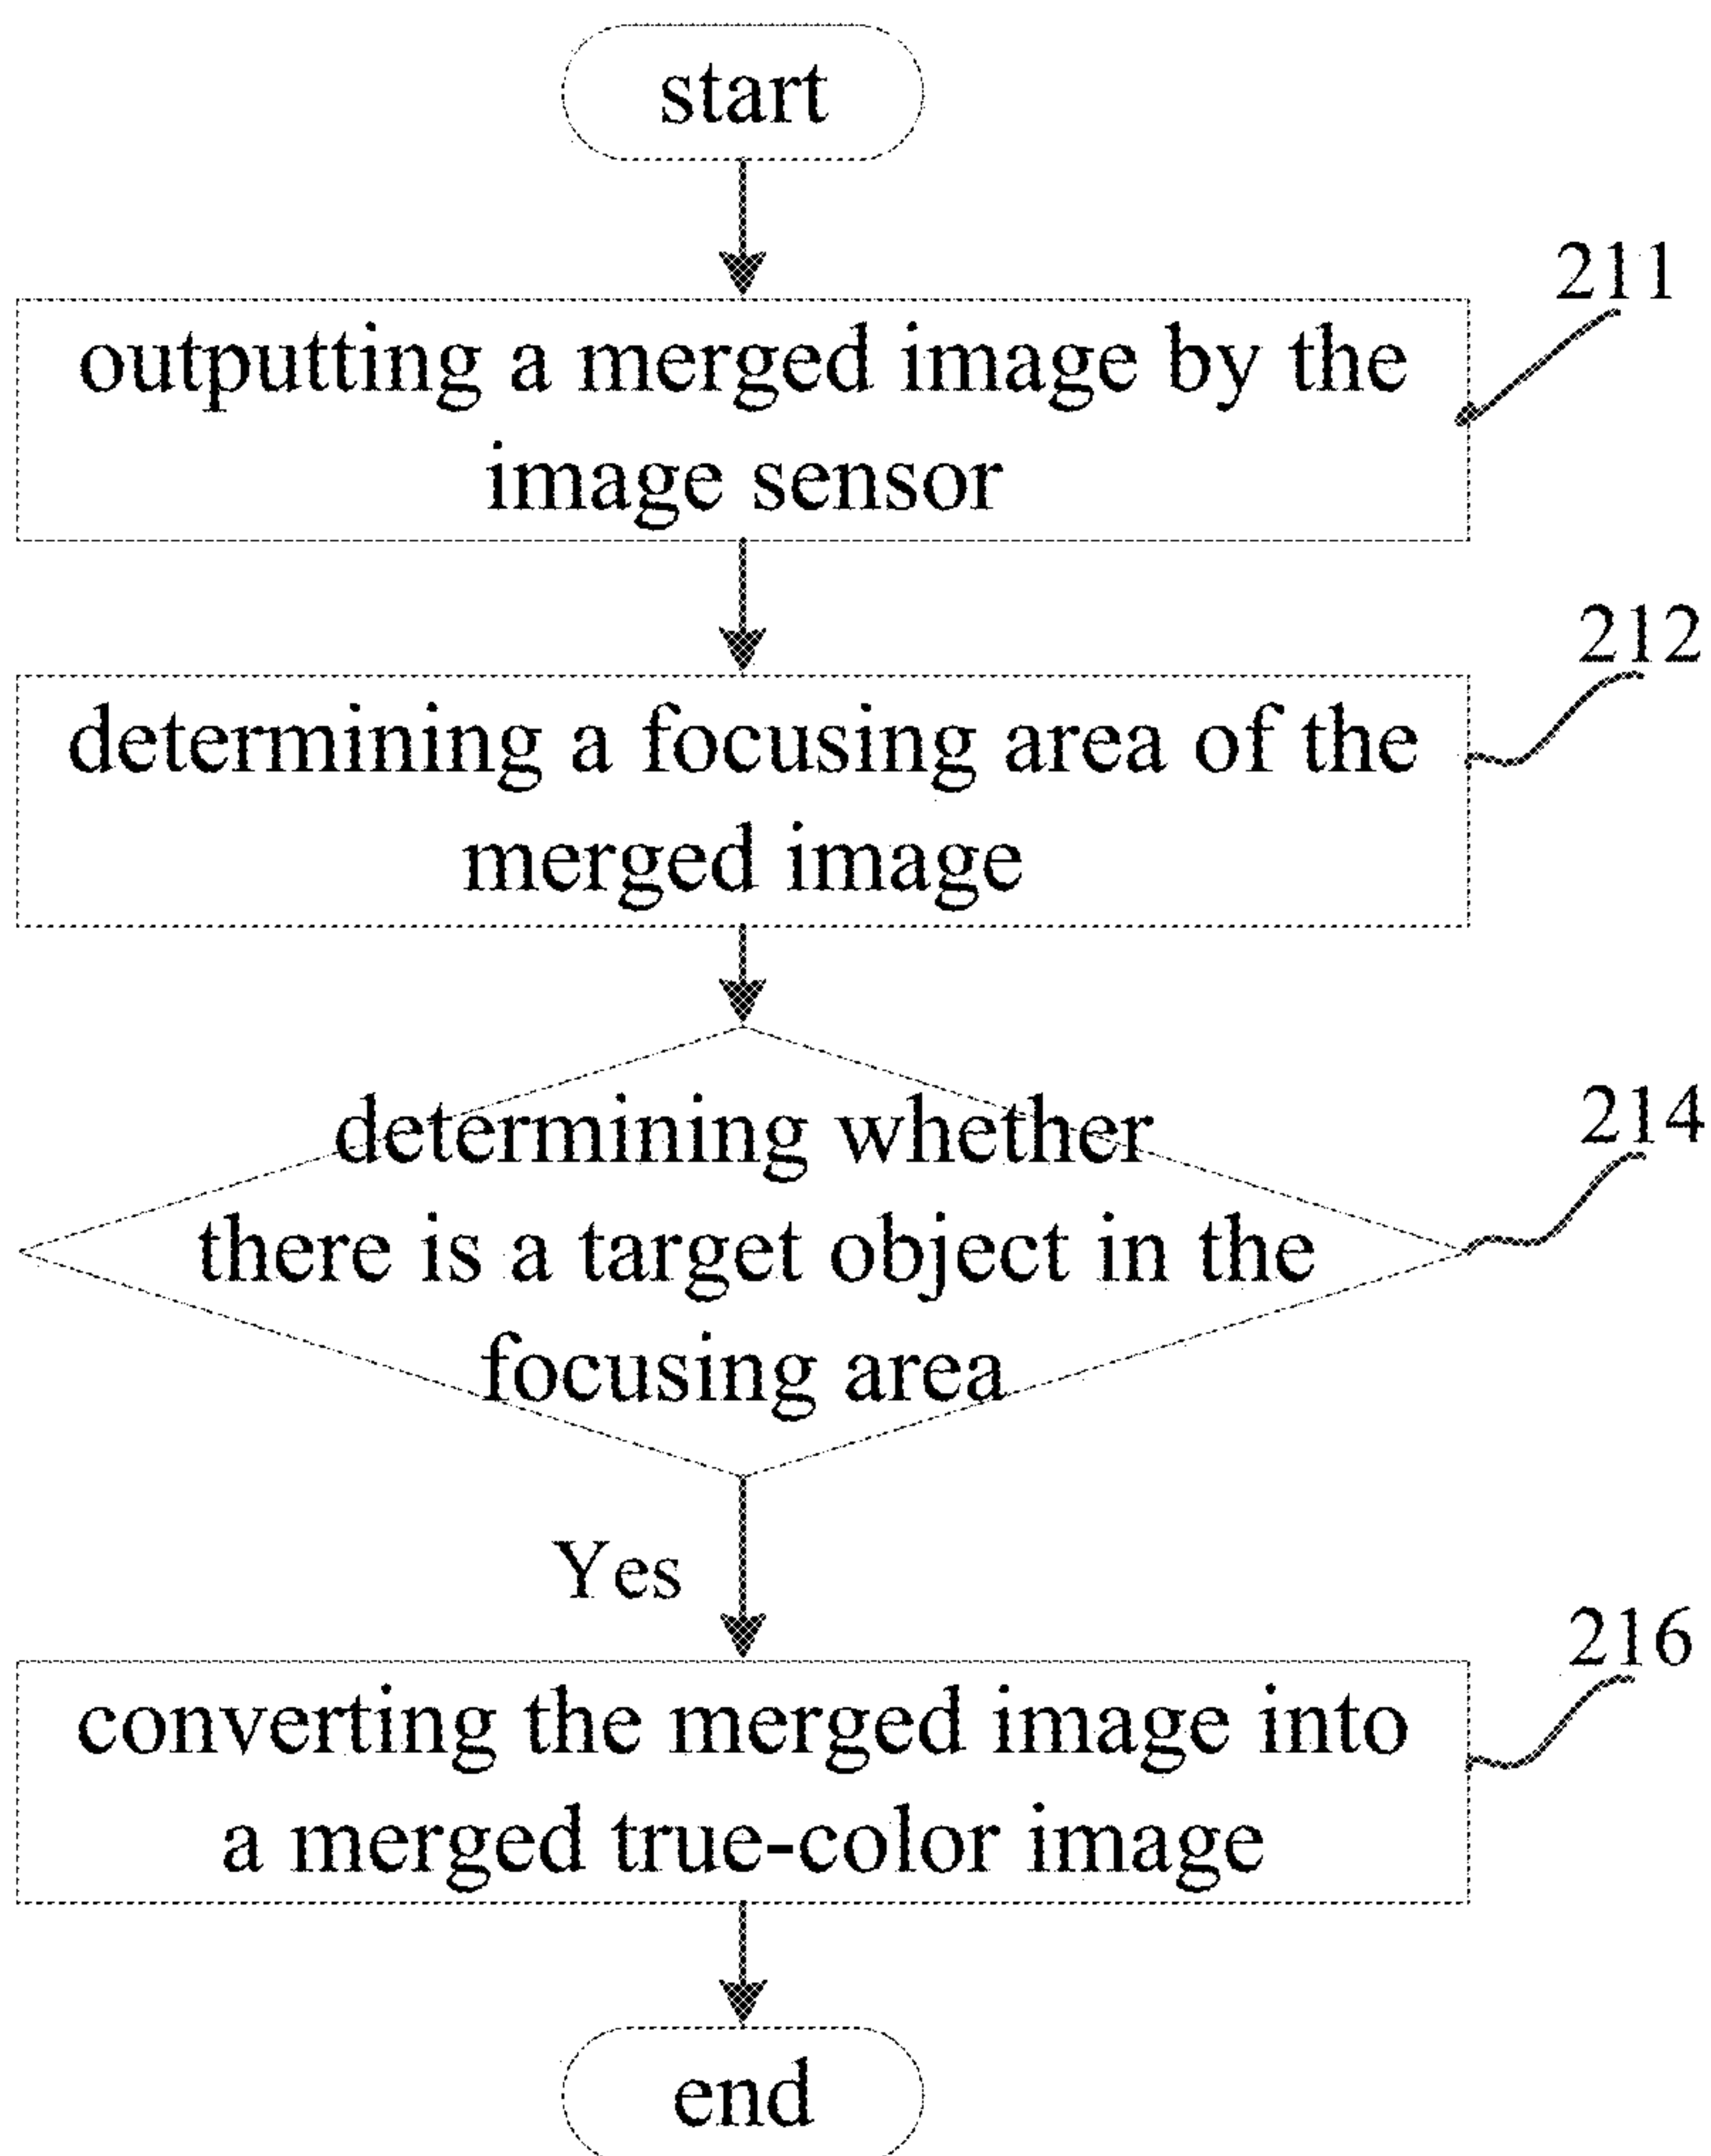 start
211
outputting a merged image by the
image sensor
212
determining a focusing area of the
merged image
214
determining whether
there is a target object in the
focusing area
Yes
216
converting the merged image into
a merged true-color image
end